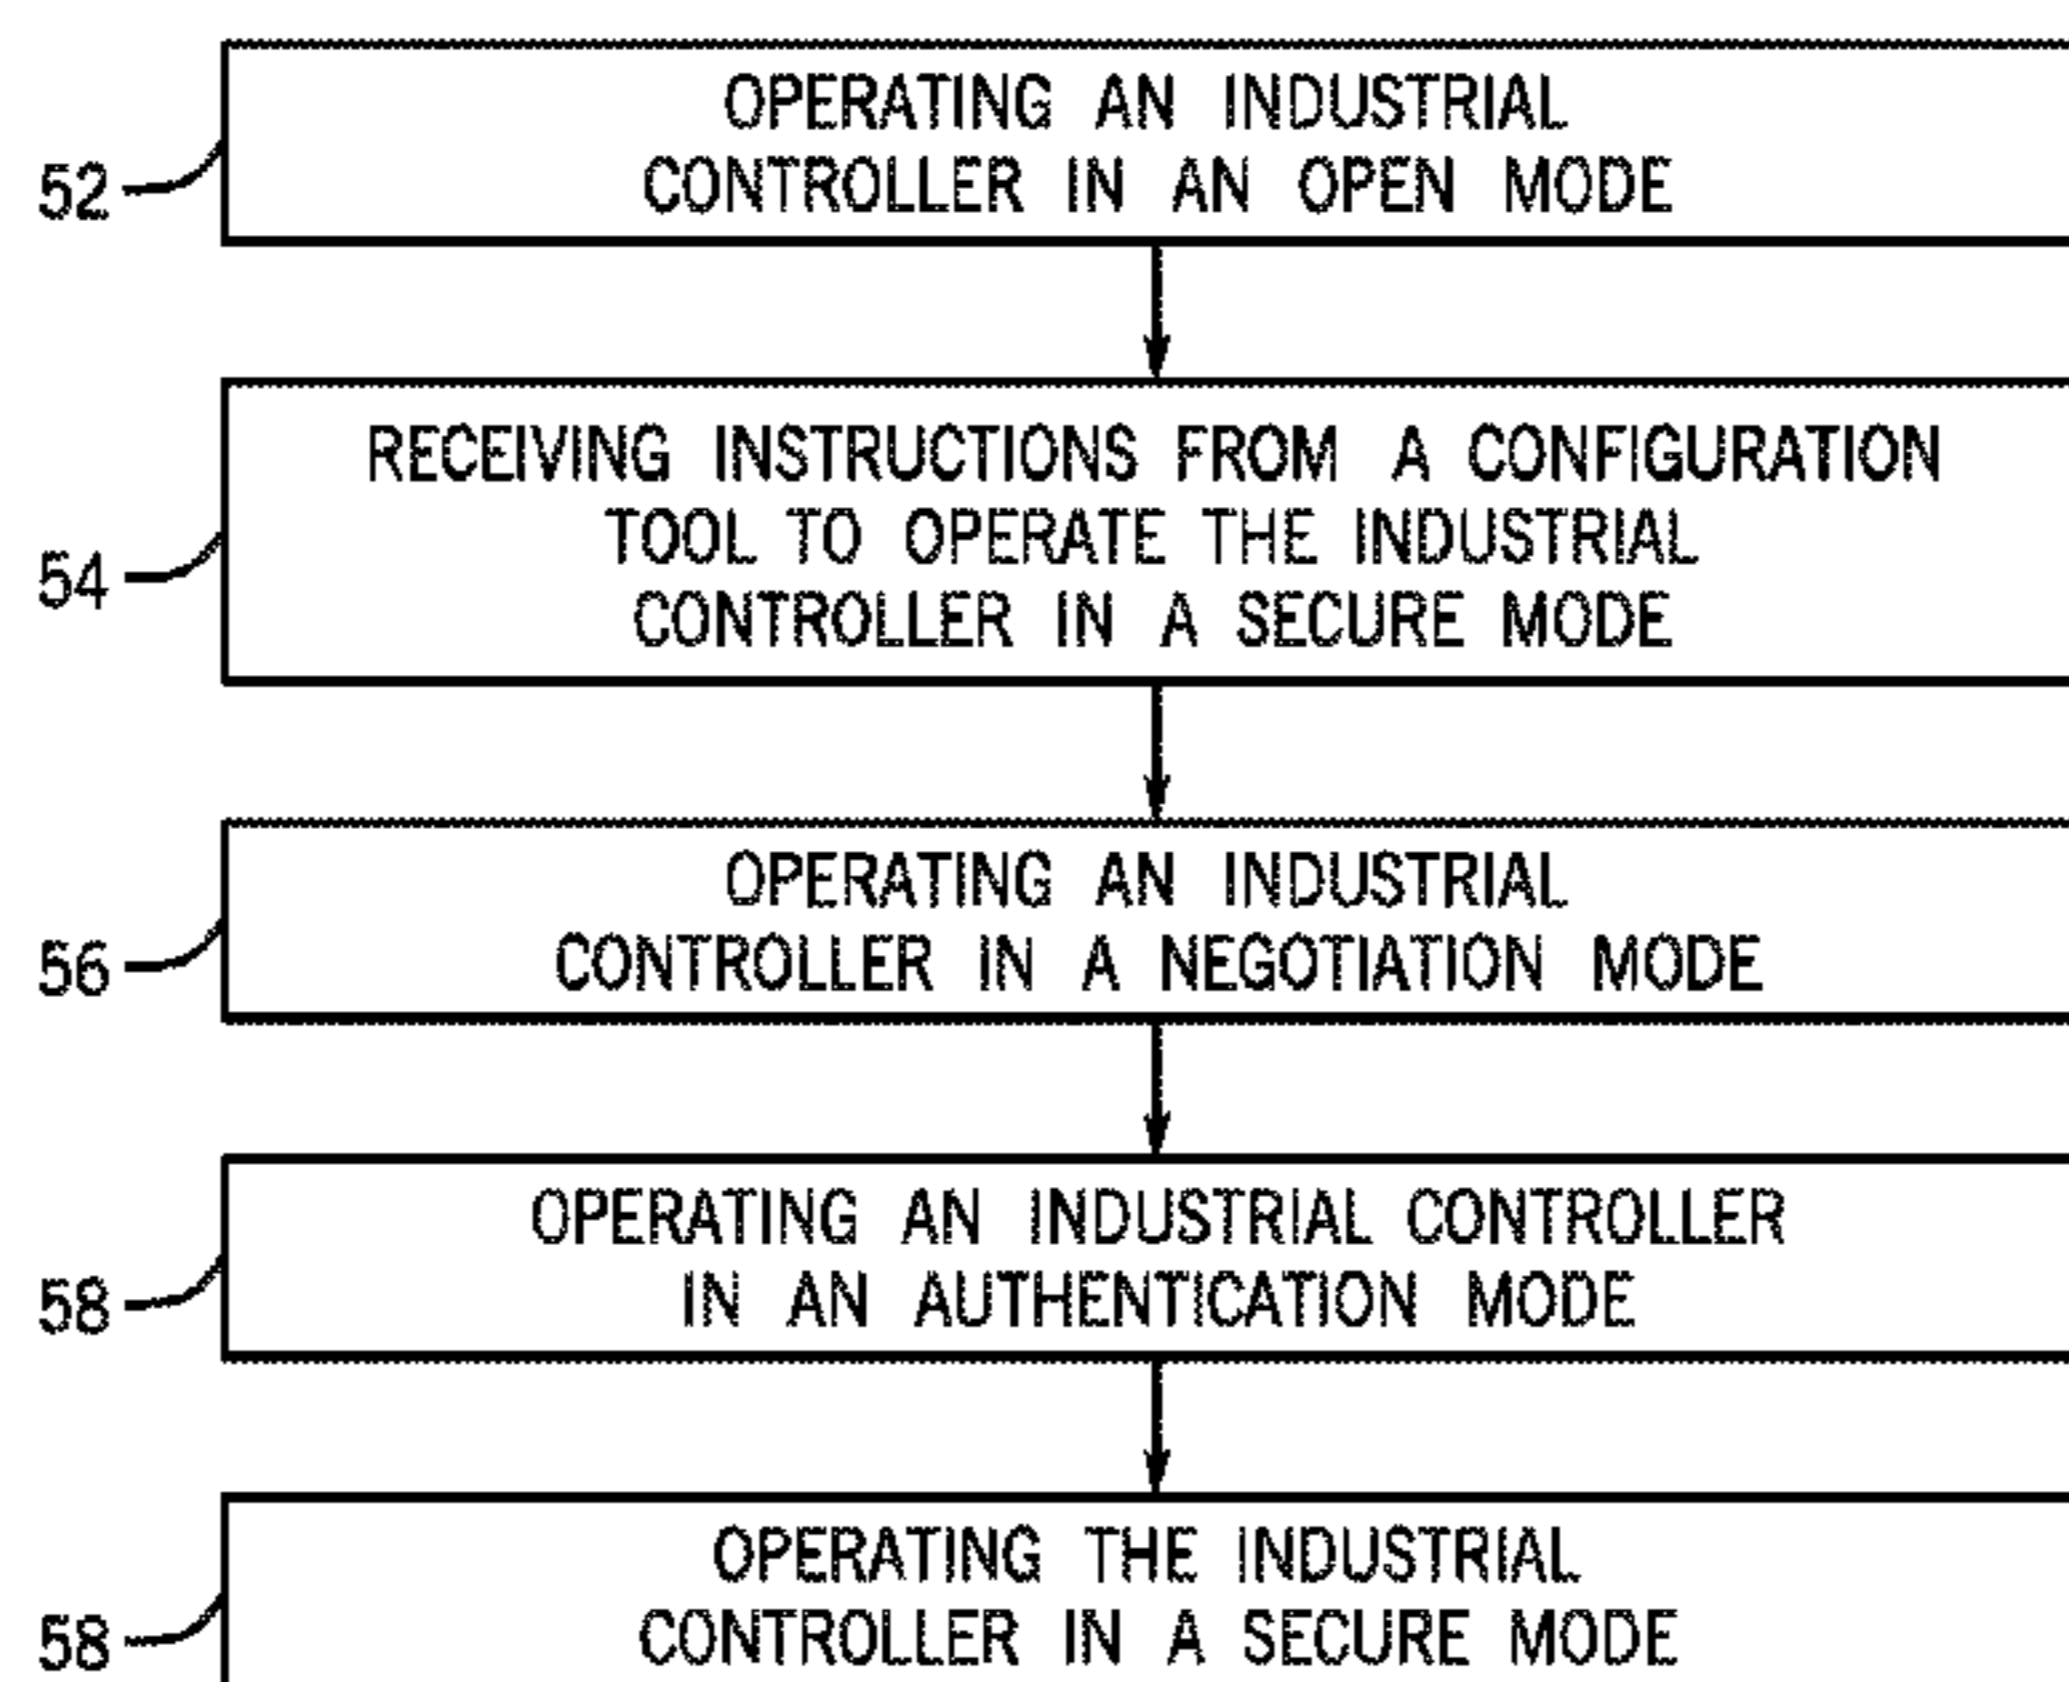 OPERATING AN INDUSTRIAL
CONTROLLER IN AN OPEN MODE
52
RECEIVING INSTRUCTIONS FROM A CONFIGURATION
TOOL TO OPERATE THE INDUSTRIAL
CONTROLLER IN A SECURE MODE
54
OPERATING AN INDUSTRIAL
CONTROLLER IN A NEGOTIATION MODE
56
OPERATING AN INDUSTRIAL CONTROLLER
IN AN AUTHENTICATION MODE
58
OPERATING THE INDUSTRIAL
CONTROLLER IN A SECURE MODE
58